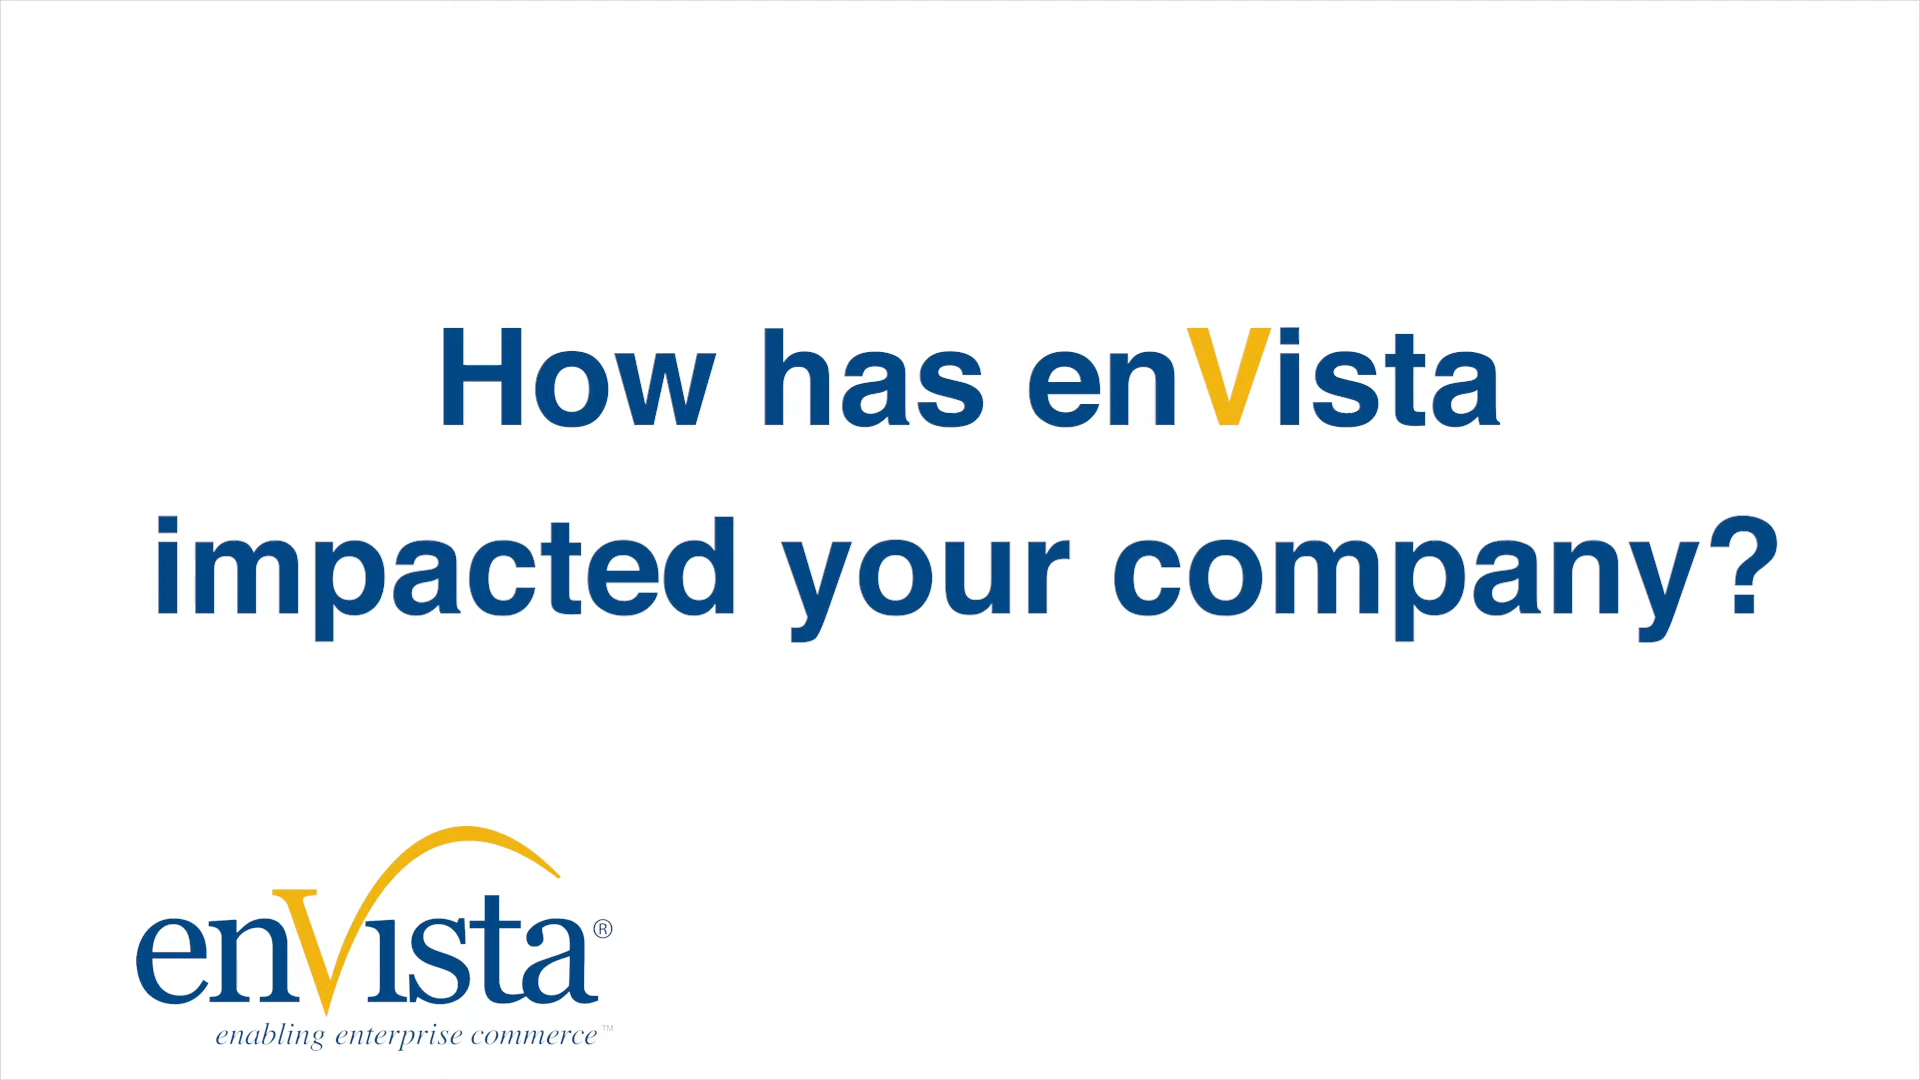 How has enVista
impacted your company?
enVista®
enabling enterprise commerce™